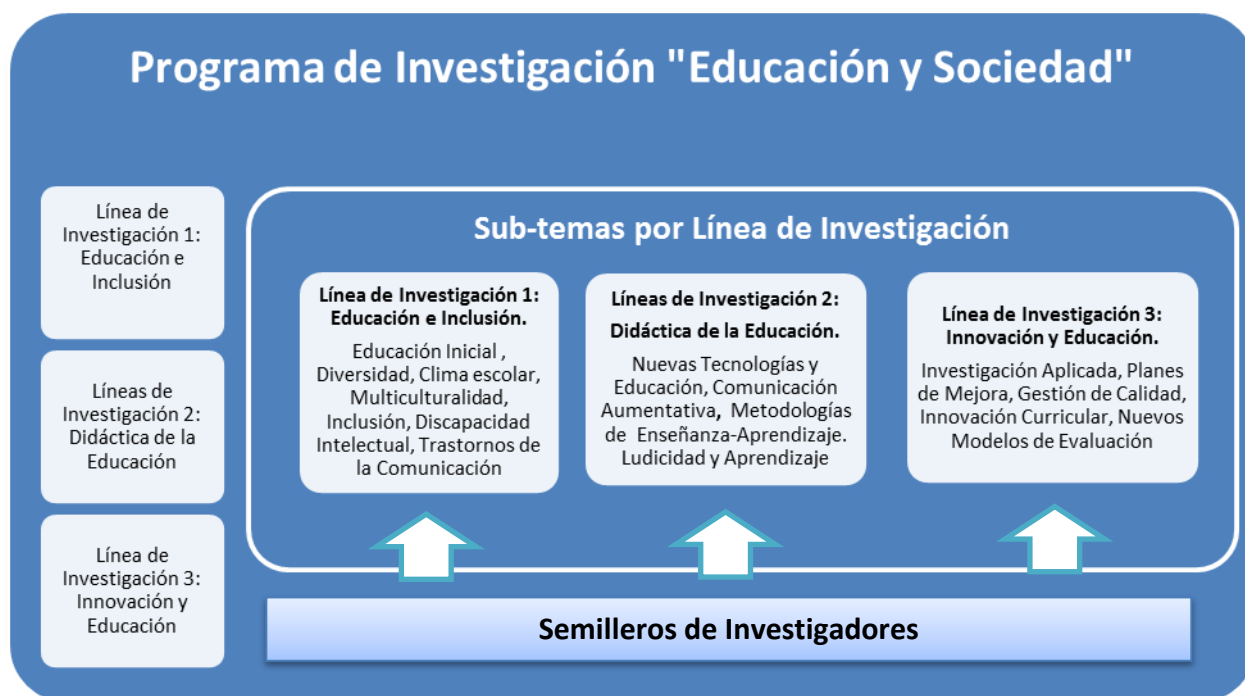 Programa de Investigación "Educación y Sociedad"
Línea de
Investigación 1:
Educación e
Inclusión
Líneas de
Investigación 2:
Didáctica de la
Educación
Línea de
Investigación 3:
Innovación y
Educación
Sub-temas por Línea de Investigación
Línea de Investigación 1:
Educación e Inclusión.
Educación Inicial ,
Diversidad, Clima escolar,
Multiculturalidad,
Inclusión, Discapacidad
Intelectual, Trastornos de
la Comunicación
Líneas de Investigación 2:
Didáctica de la Educación.
Nuevas Tecnologías y
Educación, Comunicación
Aumentativa, Metodologías
de Enseñanza-Aprendizaje.
Ludicidad y Aprendizaje
Línea de Investigación 3:
Innovación y Educación.
Investigación Aplicada, Planes
de Mejora, Gestión de Calidad,
Innovación Curricular, Nuevos
Modelos de Evaluación
Semilleros de Investigadores